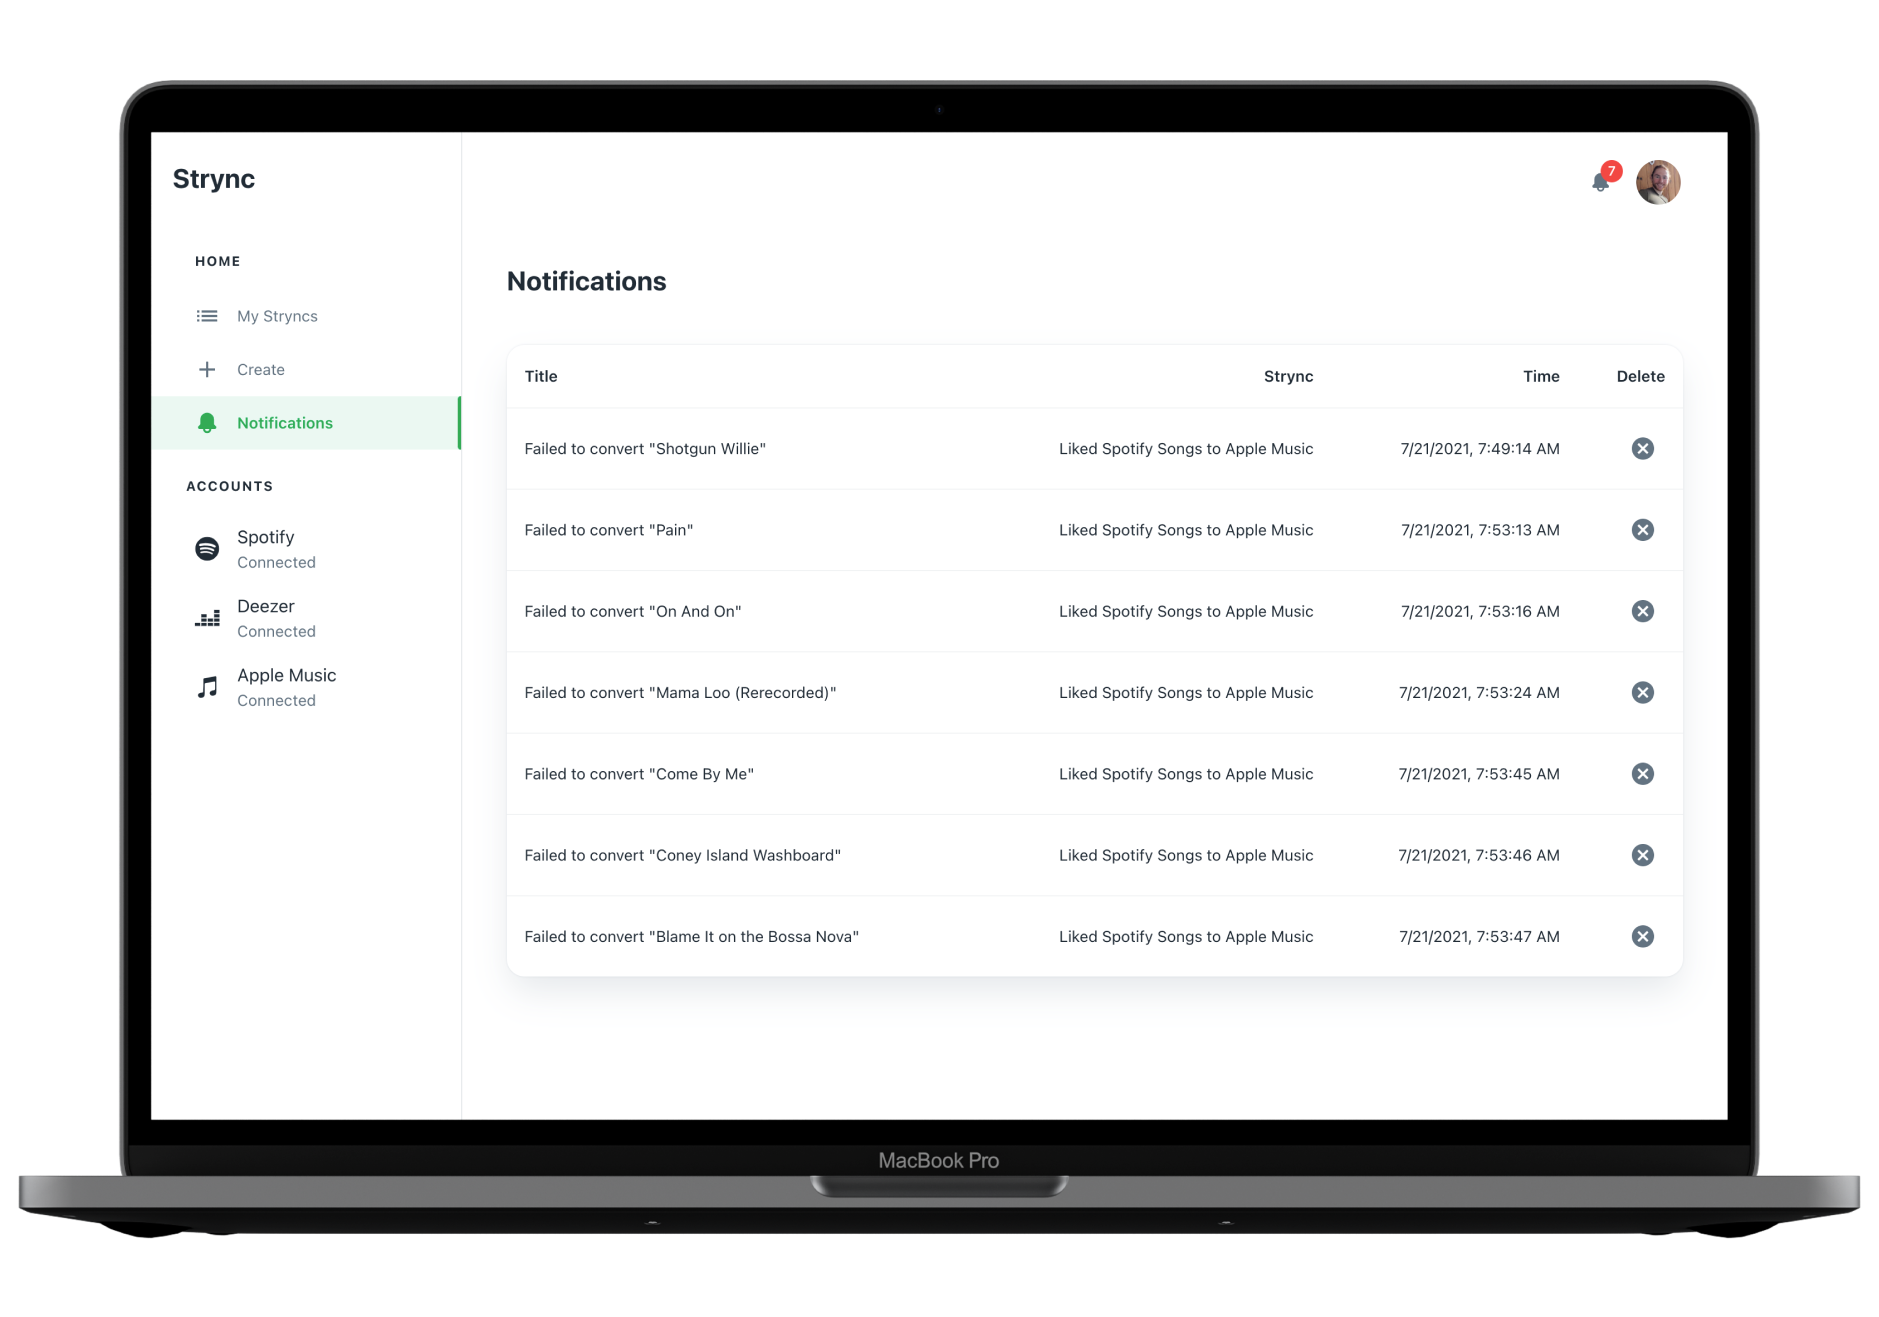 Strync
7
HOME
My Stryncs
Create
Notifications
ACCOUNTS
Spotify
Connected
Deezer
Connected
Apple Music
Connected
Notifications
Title Strync Time Delete
Failed to convert "Shotgun Willie" Liked Spotify Songs to Apple Music 7/21/2021, 7:49:14 AM
Failed to convert "Pain" Liked Spotify Songs to Apple Music 7/21/2021, 7:53:13 AM
Failed to convert "On And On" Liked Spotify Songs to Apple Music 7/21/2021, 7:53:16 AM
Failed to convert "Mama Loo (Rerecorded)" Liked Spotify Songs to Apple Music 7/21/2021, 7:53:24 AM
Failed to convert "Come By Me" Liked Spotify Songs to Apple Music 7/21/2021, 7:53:45 AM
Failed to convert "Coney Island Washboard" Liked Spotify Songs to Apple Music 7/21/2021, 7:53:46 AM
Failed to convert "Blame It on the Bossa Nova" Liked Spotify Songs to Apple Music 7/21/2021, 7:53:47 AM
MacBook Pro